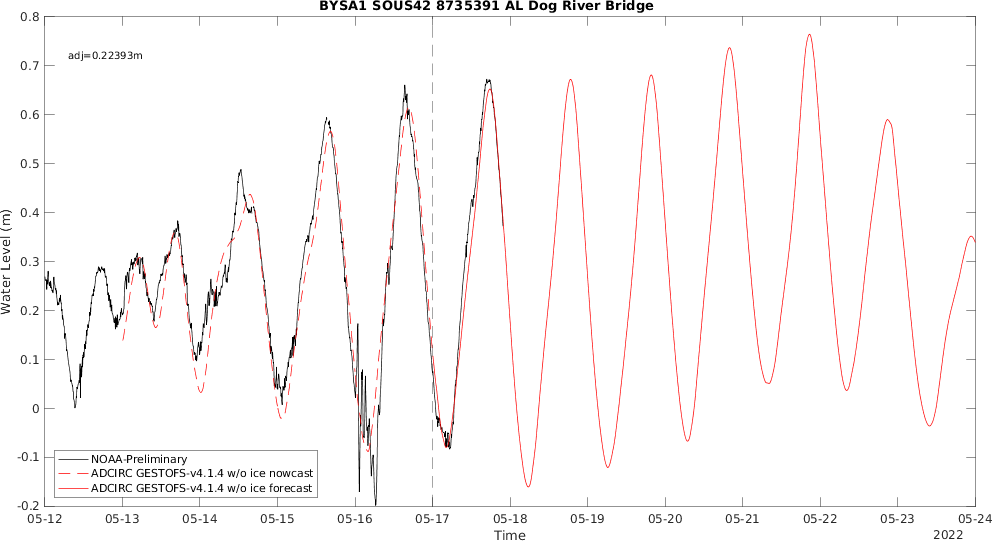 BYSA1 SOUS42 8735391 AL Dog River Bridge
adj=0.22393m
Water Level (m)
0.8
0.7
0.6
0.5
0.4
0.3
0.2
0.1
0
-0.1
-0.2
NOAA-Preliminary
ADCIRC GESTOFS-v4.1.4 w/o ice nowcast
ADCIRC GESTOFS-v4.1.4 w/o ice forecast
05-12 05-13 05-14 05-15 05-16 05-17 05-18 05-19 05-20 05-21 05-22 05-23 05-24
Time
2022